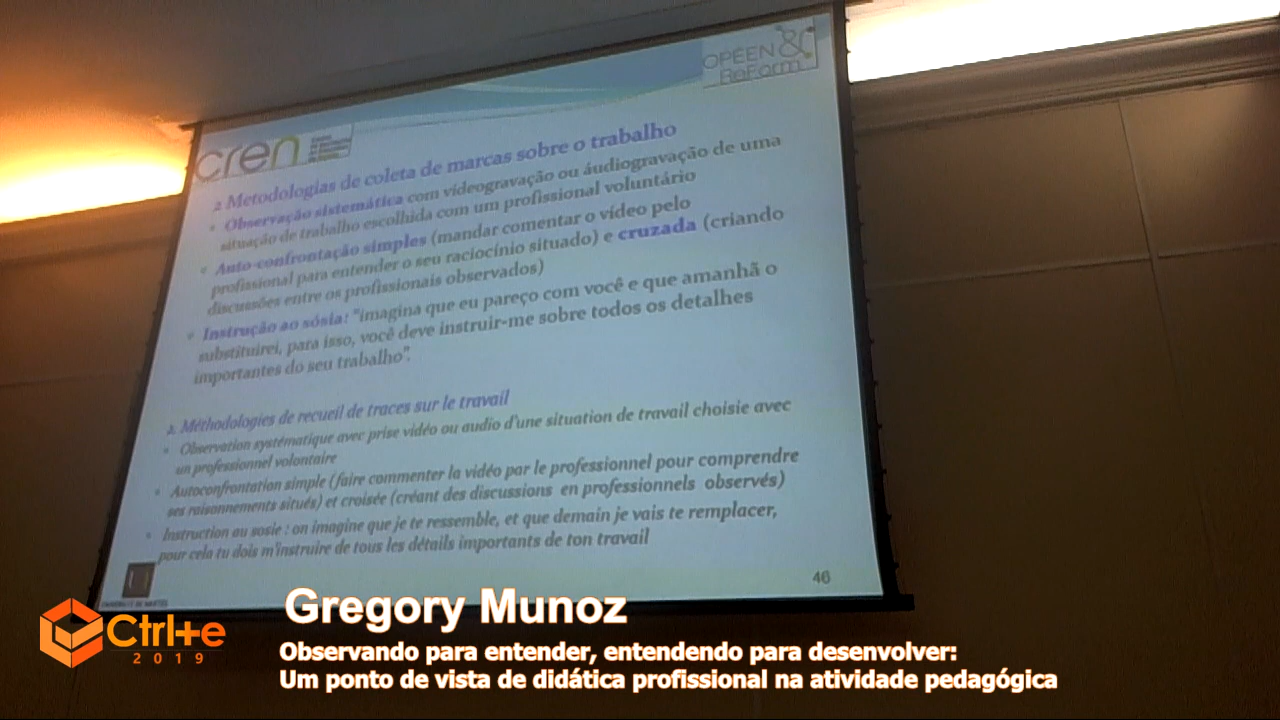 OPEEN&
ReForm
cren
2 Metodologias de coleta de marcas sobre o trabalho
Observação sistemática com vídeogravação ou áudiogravação de uma
situação de trabalho escolhida com um profissional voluntário
Auto-confrontação simples (mandar comentar o vídeo pelo
profissional para entender o seu raciocínio situado) e cruzada (criando
discussões entre os profissionais observados)
Instrução ao sósia: "imagina que eu pareço com você e que amanhã o
substituirei, para isso, você deve instruir-me sobre todos os detalhes
importantes do seu trabalho".
2. Méthodologies de recueil de traces sur le travail
Observation systématique avec prise vidéo ou audio d'une situation de travail choisie avec
un professionnel volontaire
Autoconfrontation simple (faire commenter la vidéo par le professionnel pour comprendre
ses raisonnements situés) et croisée (créant des discussions en professionnels observés)
Instruction au sosie : on imagine que je te ressemble, et que demain je vais te remplacer,
pour cela tu dois m'instruire de tous les détails importants de ton travail
46
UNIVERSITÉ DE NANTES
Gregory Munoz
Ctrl+e
2019
Observando para entender, entendendo para desenvolver:
Um ponto de vista de didática profissional na atividade pedagógica